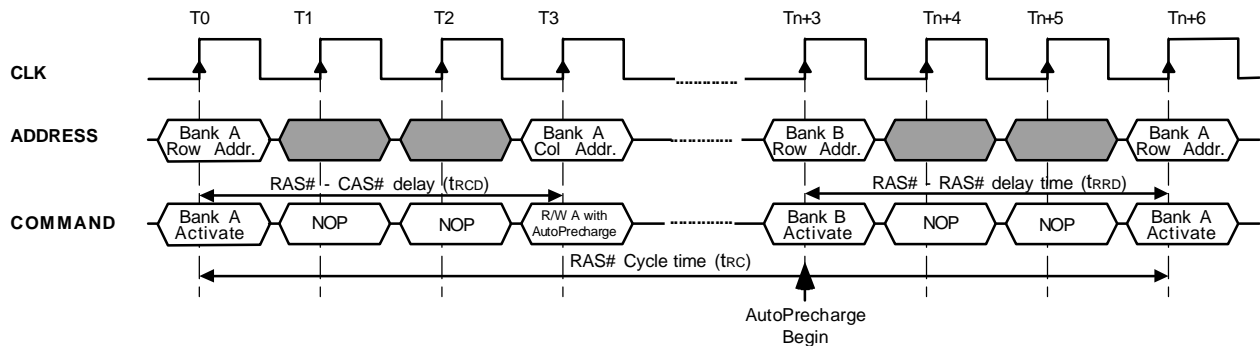 T0 T1 T2 T3 Tn+3 Tn+4 Tn+5 Tn+6
CLK
ADDRESS
Bank A
Row Addr.
Bank A
Col Addr.
Bank B
Row Addr.
Bank A
Row Addr.
RAS# - CAS# delay (tRCD)
RAS# - RAS# delay time (tRRD)
COMMAND
Bank A
Activate
NOP
NOP
R/W A with
AutoPrecharge
Bank B
Activate
NOP
NOP
Bank A
Activate
RAS# Cycle time (tRC)
AutoPrecharge
Begin